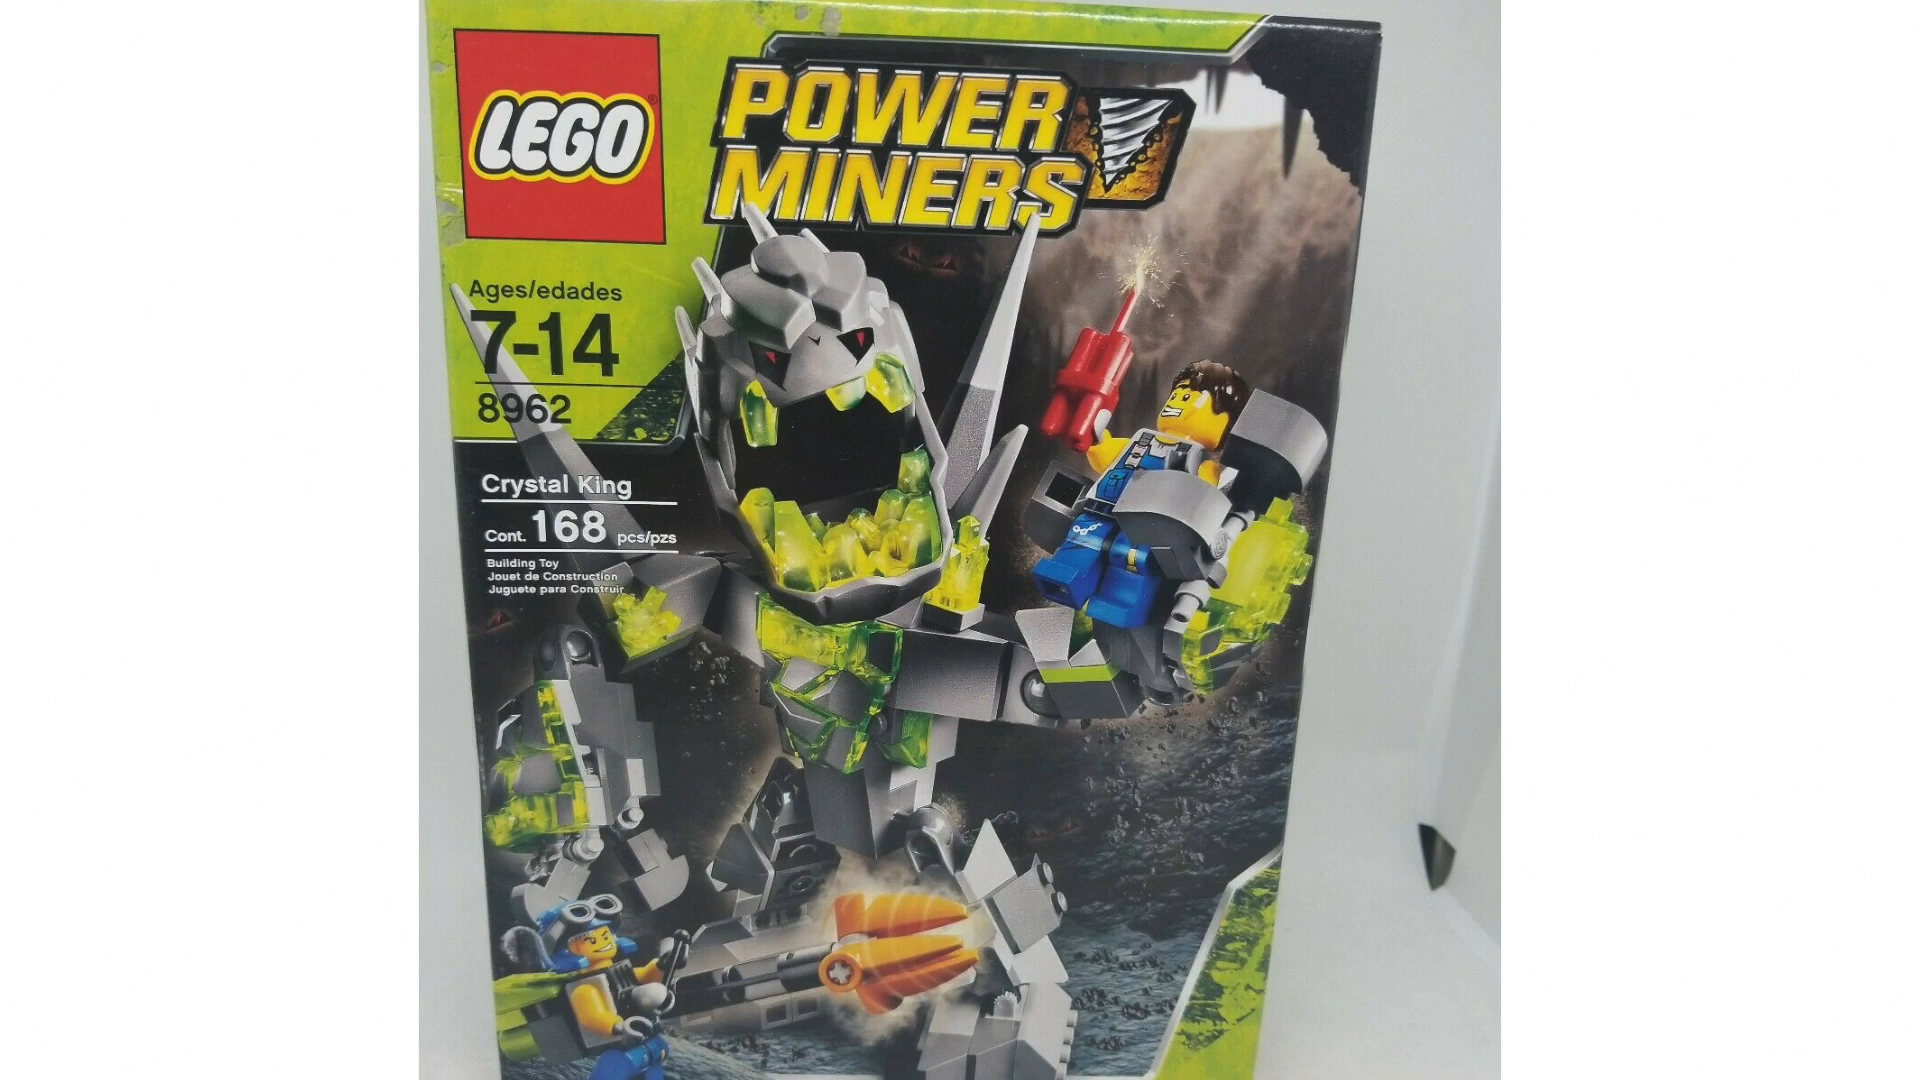 LEGO®
POWER
MINERS
Ages/edades
7-14
8962
Crystal King
Cont. 168 pcs/pzs
Building Toy
Jouet de Construction
Juguete para Construir